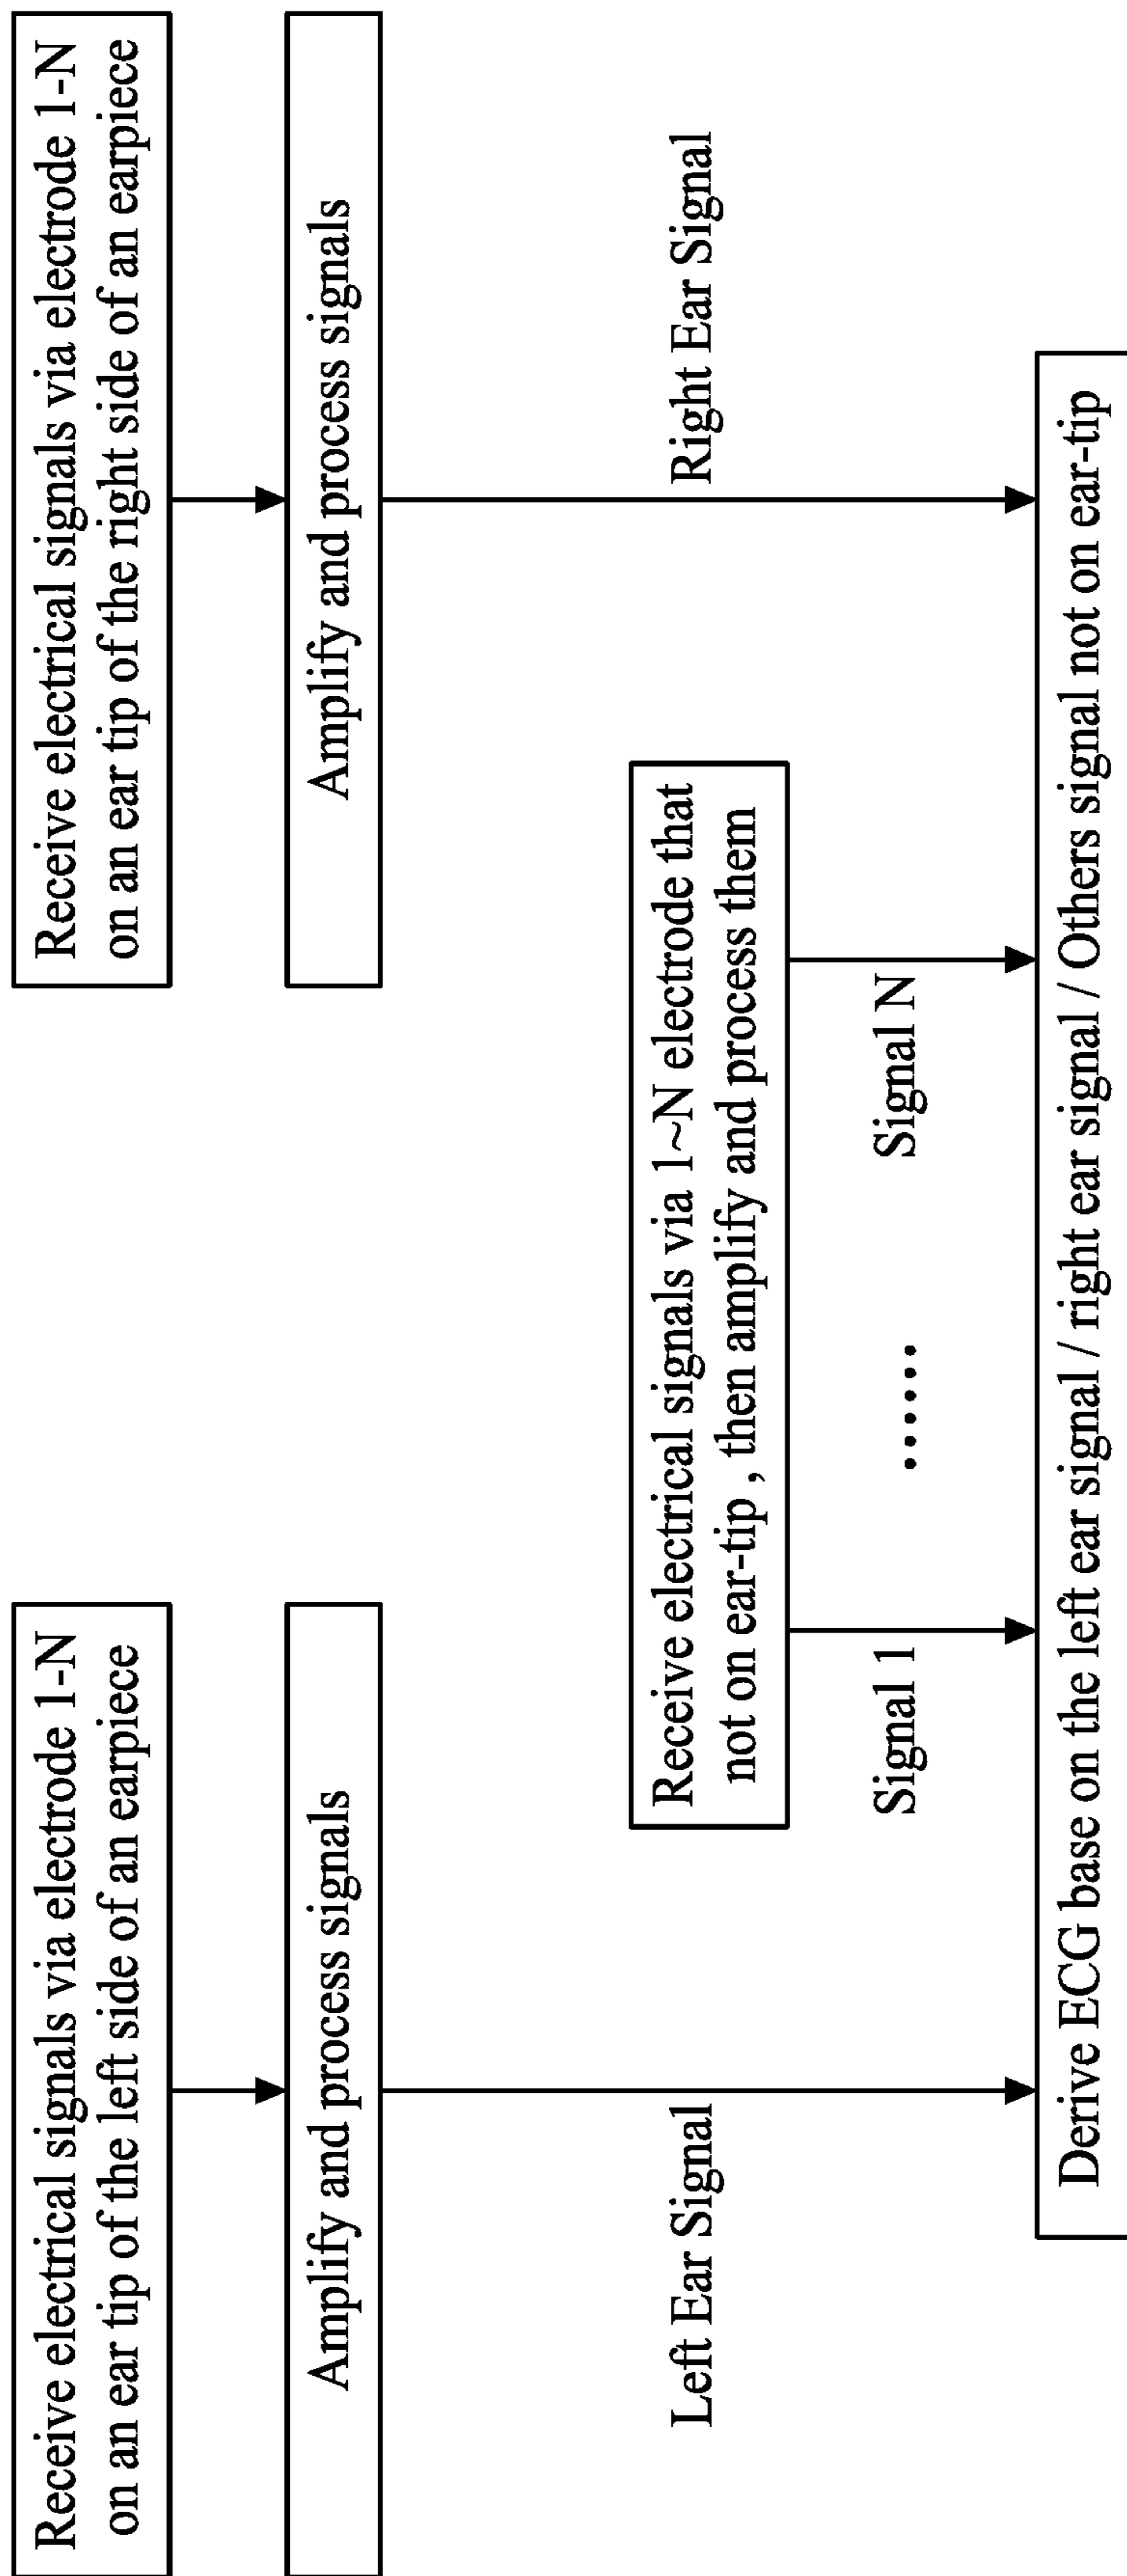 Receive electrical signals via electrode 1-N
on an ear tip of the left side of an earpiece
Receive electrical signals via electrode 1-N
on an ear tip of the right side of an earpiece
Amplify and process signals
Amplify and process signals
Receive electrical signals via 1~N electrode that
not on ear-tip , then amplify and process them
Left Ear Signal
Right Ear Signal
Signal 1
......
Signal N
Derive ECG base on the left ear signal / right ear signal / Others signal not on ear-tip